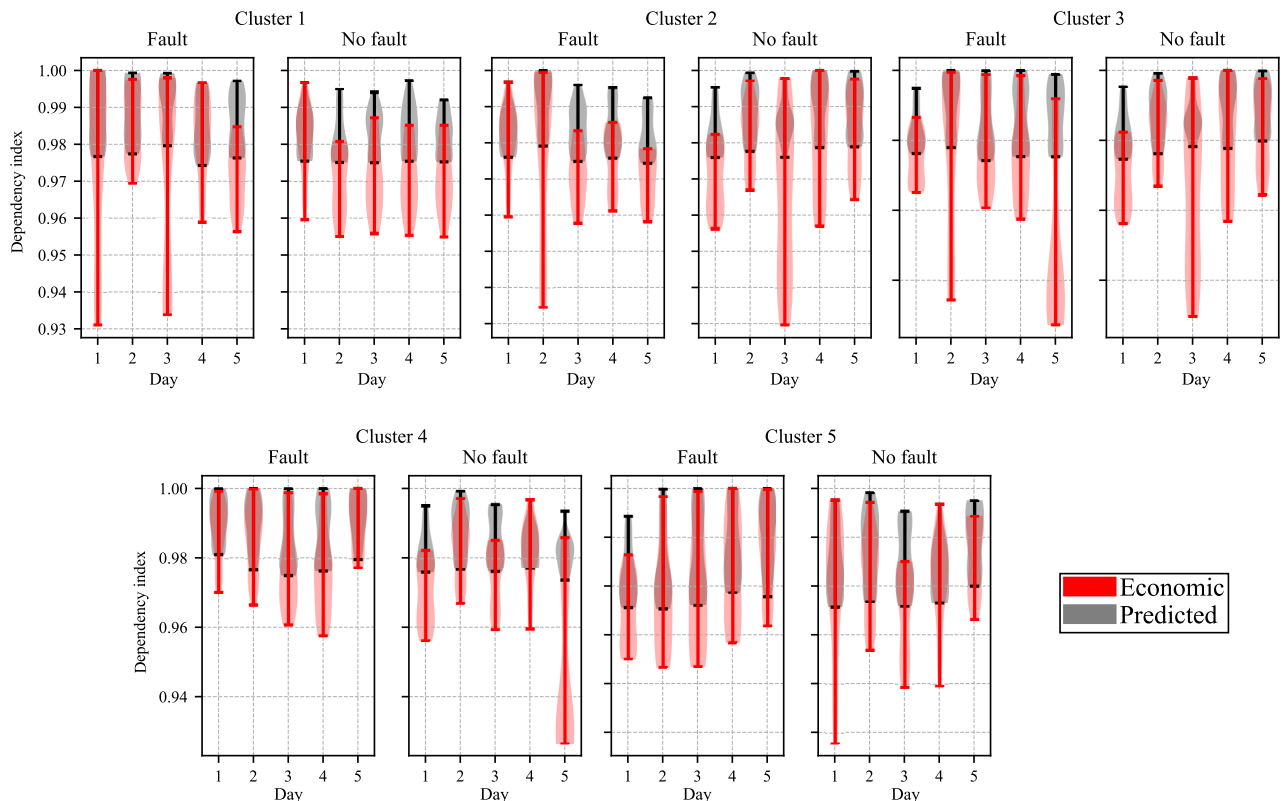 Cluster 1 Cluster 2 Cluster 3
Fault No fault Fault No fault Fault No fault
1.00
0.99
0.98
0.97
0.96
0.95
0.94
0.93
Dependency index
1 2 3 4 5 1 2 3 4 5 1 2 3 4 5 1 2 3 4 5 1 2 3 4 5 1 2 3 4 5
Day Day Day Day Day Day
Cluster 4 Cluster 5
Fault No fault Fault No fault
1.00
0.98
0.96
0.94
Dependency index
1 2 3 4 5 1 2 3 4 5 1 2 3 4 5 1 2 3 4 5
Day Day Day Day
Economic
Predicted